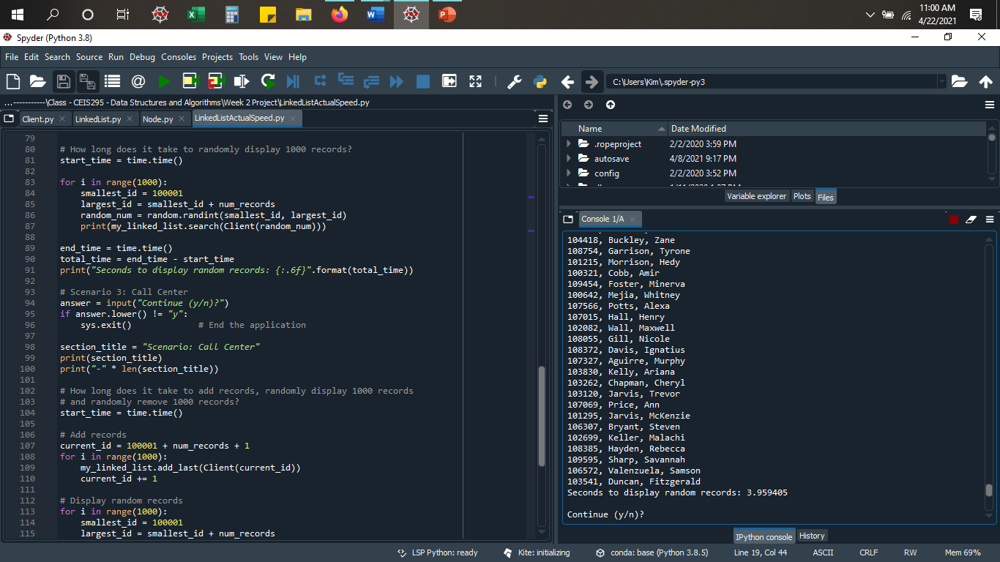 11:00 AM
4/22/2021
Spyder (Python 3.8)
File Edit Search Source Run Debug Consoles Projects Tools View Help
C:\Users\Kim\.spyder-py3
...-----------\Class - CEIS295 - Data Structures and Algorithms\Week 2 Project\LinkedListActualSpeed.py
Client.py LinkedList.py Node.py LinkedListActualSpeed.py
79
80 # How long does it take to randomly display 1000 records?
81 start_time = time.time()
82
83 for i in range(1000):
84 smallest_id = 100001
85 largest_id = smallest_id + num_records
86 random_num = random.randint(smallest_id, largest_id)
87 print(my_linked_list.search(Client(random_num)))
88
89 end_time = time.time()
90 total_time = end_time - start_time
91 print("Seconds to display random records: {:.6f}".format(total_time))
92
93 # Scenario 3: Call Center
94 answer = input("Continue (y/n)?")
95 if answer.lower() != "y":
96 sys.exit() # End the application
97
98 section_title = "Scenario: Call Center"
99 print(section_title)
100 print("-" * len(section_title))
101
102 # How long does it take to add records, randomly display 1000 records
103 # and randomly remove 1000 records?
104 start_time = time.time()
105
106 # Add records
107 current_id = 100001 + num_records + 1
108 for i in range(1000):
109 my_linked_list.add_last(Client(current_id))
110 current_id += 1
111
112 # Display random records
113 for i in range(1000):
114 smallest_id = 100001
115 largest_id = smallest_id + num_records
Name Date Modified
.ropeproject 2/2/2020 3:59 PM
autosave 4/8/2021 9:17 PM
config 2/2/2020 3:52 PM
Variable explorer Plots Files
Console 1/A
104418, Buckley, Zane
108754, Garrison, Tyrone
101215, Morrison, Hedy
100321, Cobb, Amir
109454, Foster, Minerva
100642, Mejia, Whitney
107566, Potts, Alexa
107015, Hall, Henry
102082, Wall, Maxwell
108055, Gill, Nicole
108372, Davis, Ignatius
107327, Aguirre, Murphy
103830, Kelly, Ariana
103262, Chapman, Cheryl
103120, Jarvis, Trevor
107069, Price, Ann
101295, Jarvis, McKenzie
106307, Bryant, Steven
102699, Keller, Malachi
108385, Hayden, Rebecca
109595, Sharp, Savannah
106572, Valenzuela, Samson
103541, Duncan, Fitzgerald
Seconds to display random records: 3.959405
Continue (y/n)?
IPython console History
LSP Python: ready Kite: initializing conda: base (Python 3.8.5) Line 19, Col 44 ASCII CRLF RW Mem 69%